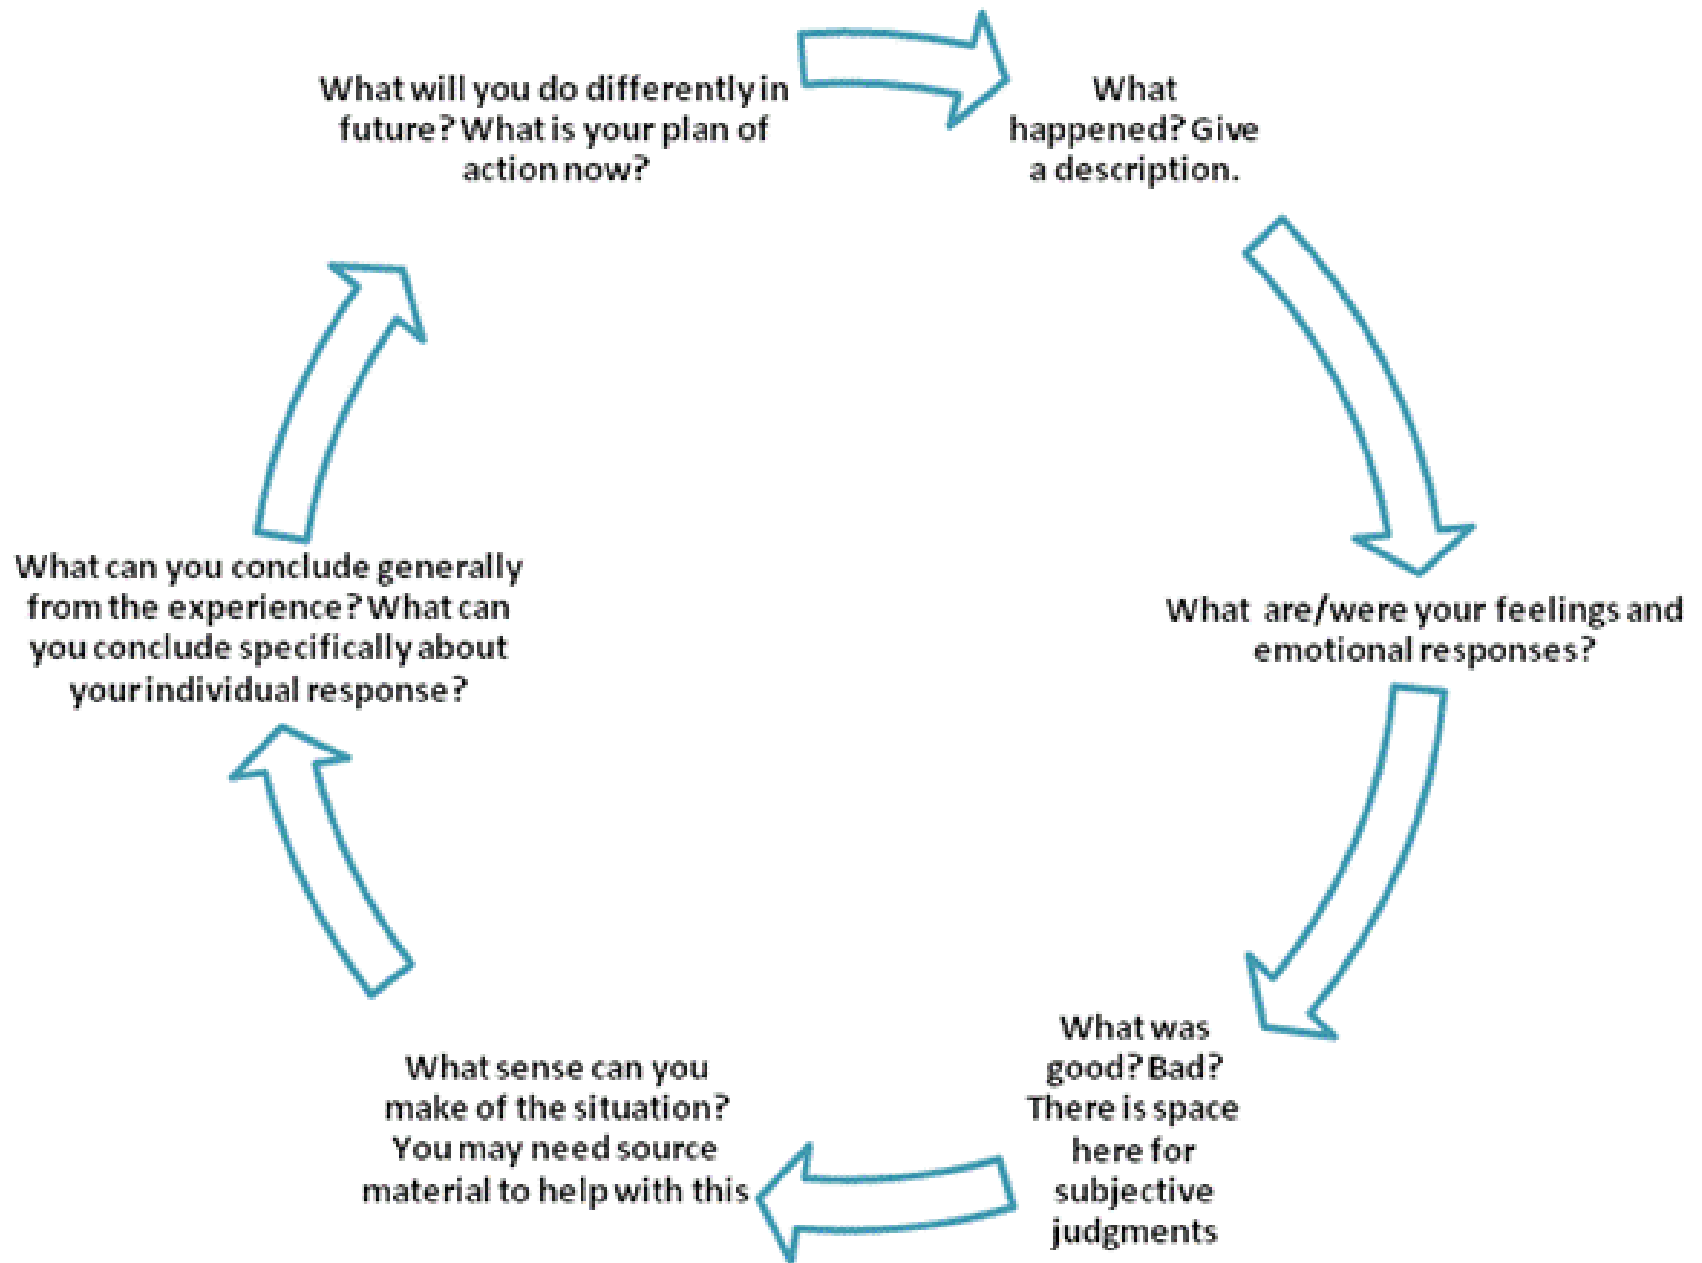 What will you do differently in
future? What is your plan of
action now?
What
happened? Give
a description.
What are/were your feelings and
emotional responses?
What was
good? Bad?
There is space
here for
subjective
judgments
What sense can you
make of the situation?
You may need source
material to help with this
What can you conclude generally
from the experience? What can
you conclude specifically about
your individual response?